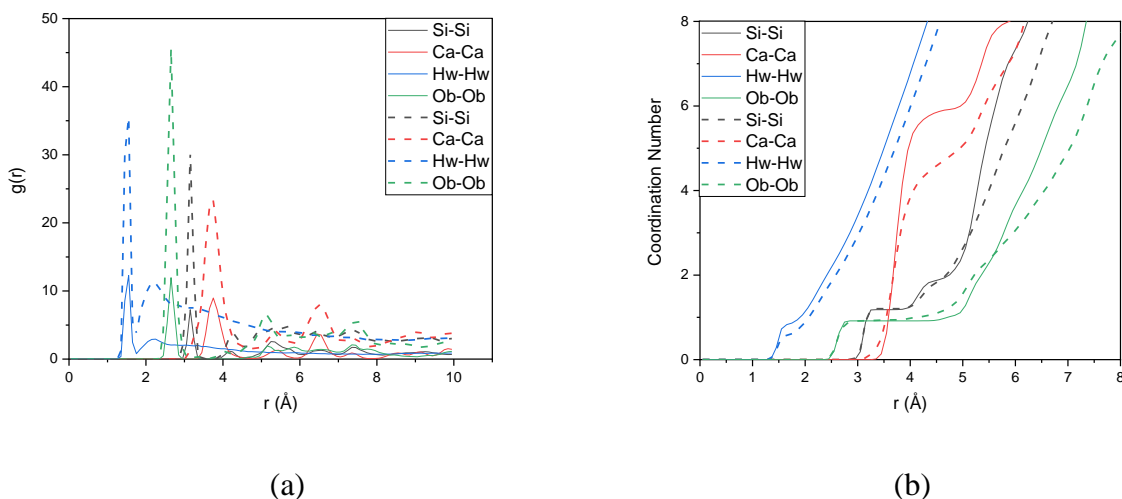 50
40
30
20
10
0
g(r)
0 2 4 6 8 10
r (Å)
Si-Si
Ca-Ca
Hw-Hw
Ob-Ob
Si-Si
Ca-Ca
Hw-Hw
Ob-Ob
(a)
8
6
4
2
0
Coordination Number
0 1 2 3 4 5 6 7 8
r (Å)
Si-Si
Ca-Ca
Hw-Hw
Ob-Ob
Si-Si
Ca-Ca
Hw-Hw
Ob-Ob
(b)